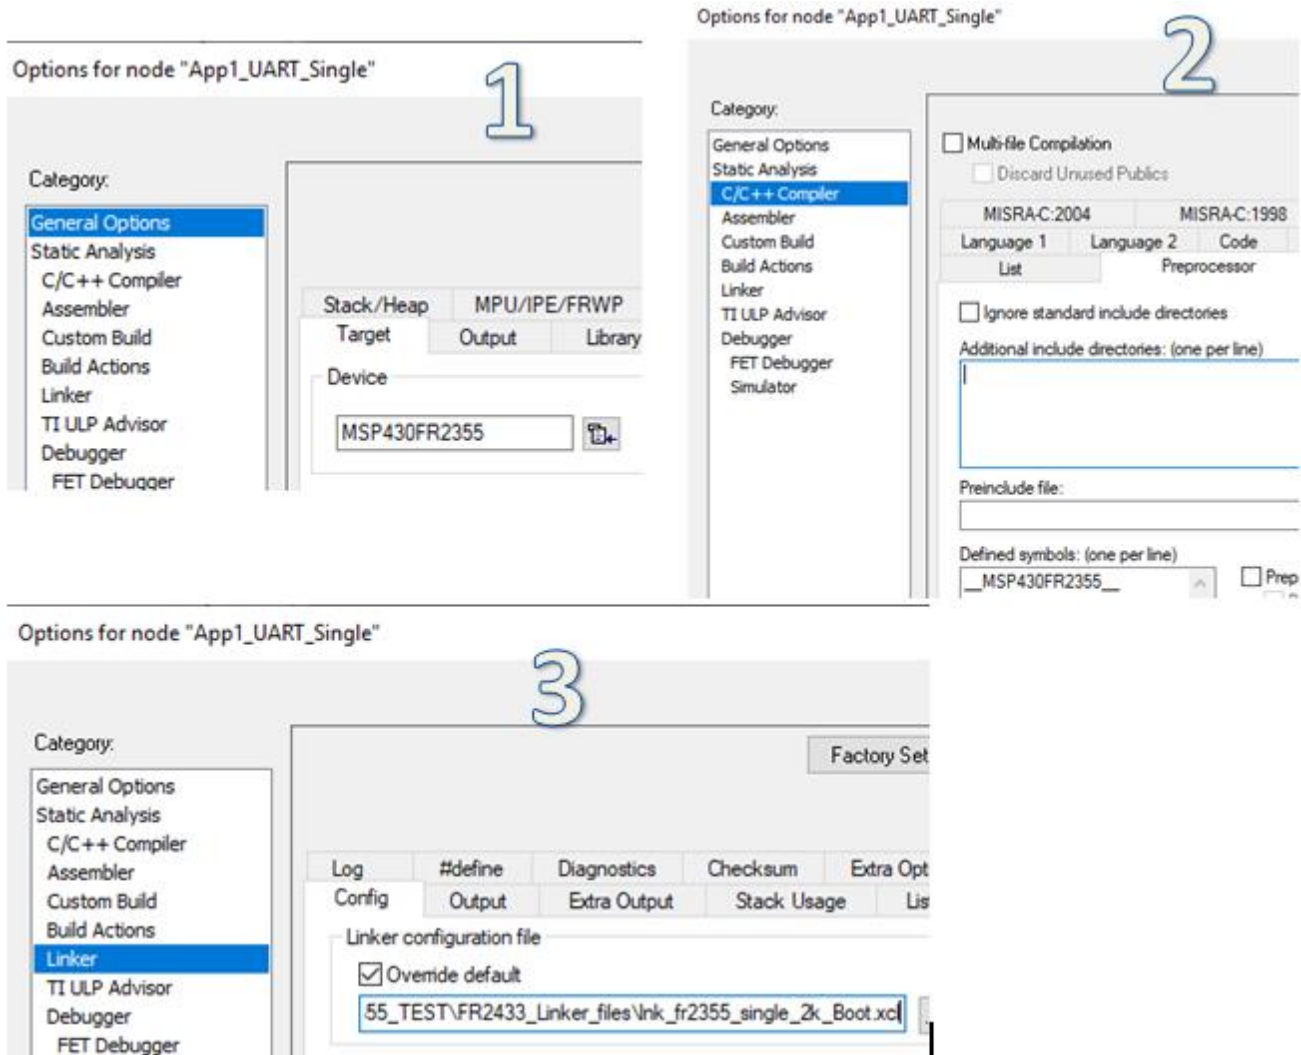 Options for node "App1_UART_Single"
1
Category:
General Options
Static Analysis
C/C++ Compiler
Assembler
Custom Build
Build Actions
Linker
TI ULP Advisor
Debugger
FET Debugger
Stack/Heap MPU/IPE/FRWP
Target Output Library
Device
MSP430FR2355
Options for node "App1_UART_Single"
2
Category:
General Options
Static Analysis
C/C++ Compiler
Assembler
Custom Build
Build Actions
Linker
TI ULP Advisor
Debugger
FET Debugger
Simulator
Multi-file Compilation
Discard Unused Publics
MISRA-C:2004 MISRA-C:1998
Language 1 Language 2 Code
List Preprocessor
Ignore standard include directories
Additional include directories: (one per line)
Preinclude file:
Defined symbols: (one per line)
__MSP430FR2355__
Prep
Options for node "App1_UART_Single"
3
Category:
General Options
Static Analysis
C/C++ Compiler
Assembler
Custom Build
Build Actions
Linker
TI ULP Advisor
Debugger
FET Debugger
Factory Set
Log #define Diagnostics Checksum Extra Opt
Config Output Extra Output Stack Usage Lis
Linker configuration file
Override default
55_TEST\FR2433_Linker_files\lnk_fr2355_single_2k_Boot.xcl